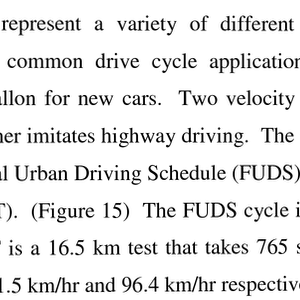 represent a variety of different
common drive cycle application
allon for new cars. Two velocity
her imitates highway driving. The
al Urban Driving Schedule (FUDS)
T). (Figure 15) The FUDS cycle i
is a 16.5 km test that takes 765 s
1.5 km/hr and 96.4 km/hr respective